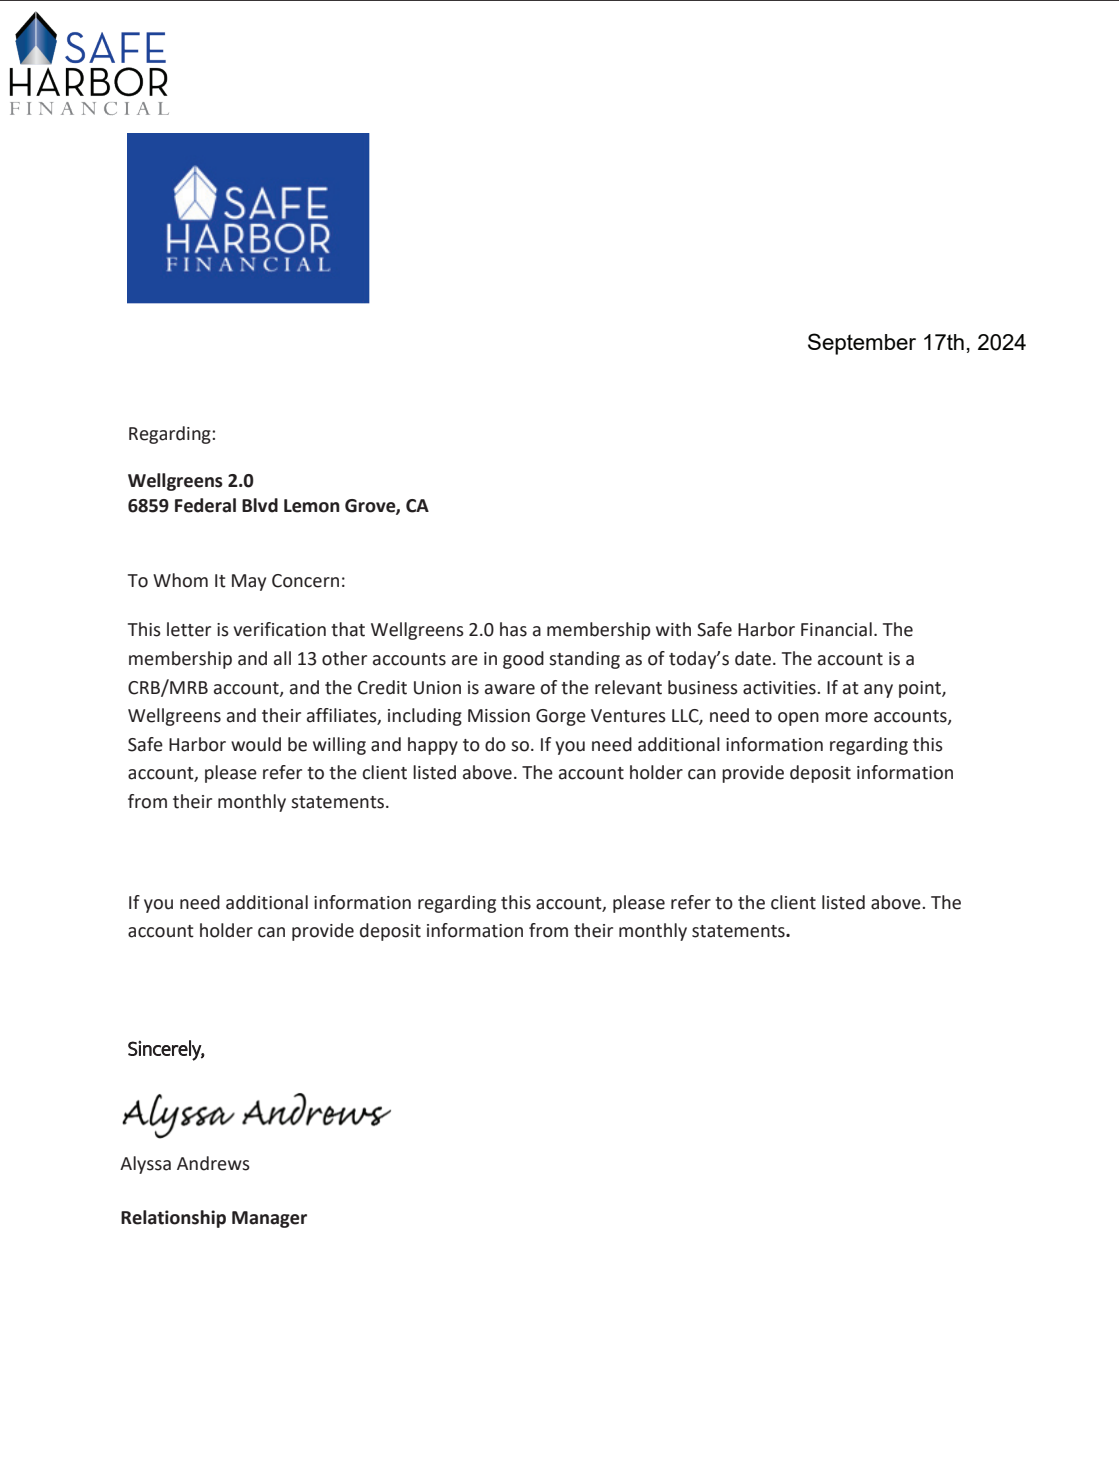 SAFE
HARBOR
FINANCIAL
SAFE
HARBOR
FINANCIAL
September 17th, 2024
Regarding:
Wellgreens 2.0
6859 Federal Blvd Lemon Grove, CA
To Whom It May Concern:
This letter is verification that Wellgreens 2.0 has a membership with Safe Harbor Financial. The
membership and all 13 other accounts are in good standing as of today’s date. The account is a
CRB/MRB account, and the Credit Union is aware of the relevant business activities. If at any point,
Wellgreens and their affiliates, including Mission Gorge Ventures LLC, need to open more accounts,
Safe Harbor would be willing and happy to do so. If you need additional information regarding this
account, please refer to the client listed above. The account holder can provide deposit information
from their monthly statements.
If you need additional information regarding this account, please refer to the client listed above. The
account holder can provide deposit information from their monthly statements.
Sincerely,
Alyssa Andrews
Alyssa Andrews
Relationship Manager